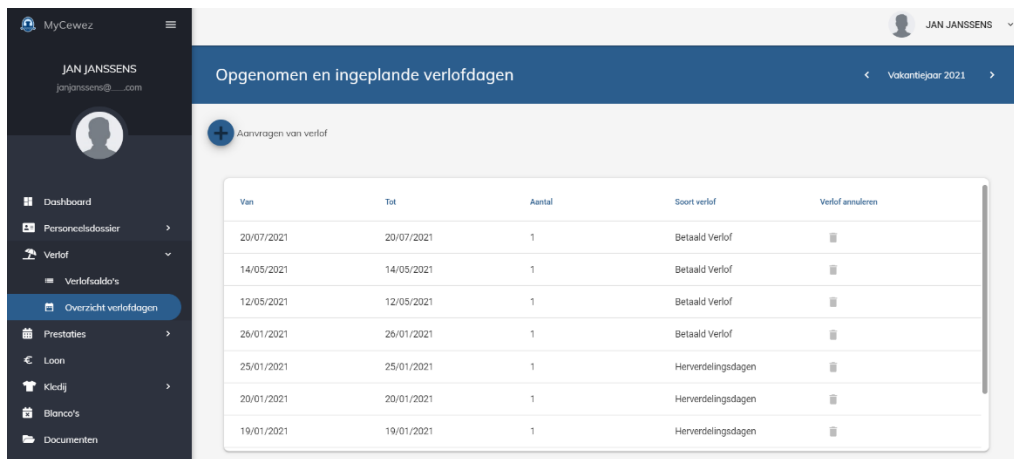 MyCewez
JAN JANSSENS
JAN JANSSENS
janjanssens@___.com
Opgenomen en ingeplande verlofdagen
Vakantiejaar 2021
Aanvragen van verlof
Dashboard
Personeelsdossier
Verlof
Verlofsaldo's
Overzicht verlofdagen
Prestaties
Loon
Kledij
Blanco's
Documenten
Van Tot Aantal Soort verlof Verlof annuleren
20/07/2021 20/07/2021 1 Betaald Verlof
14/05/2021 14/05/2021 1 Betaald Verlof
12/05/2021 12/05/2021 1 Betaald Verlof
26/01/2021 26/01/2021 1 Betaald Verlof
25/01/2021 25/01/2021 1 Herverdelingsdagen
20/01/2021 20/01/2021 1 Herverdelingsdagen
19/01/2021 19/01/2021 1 Herverdelingsdagen